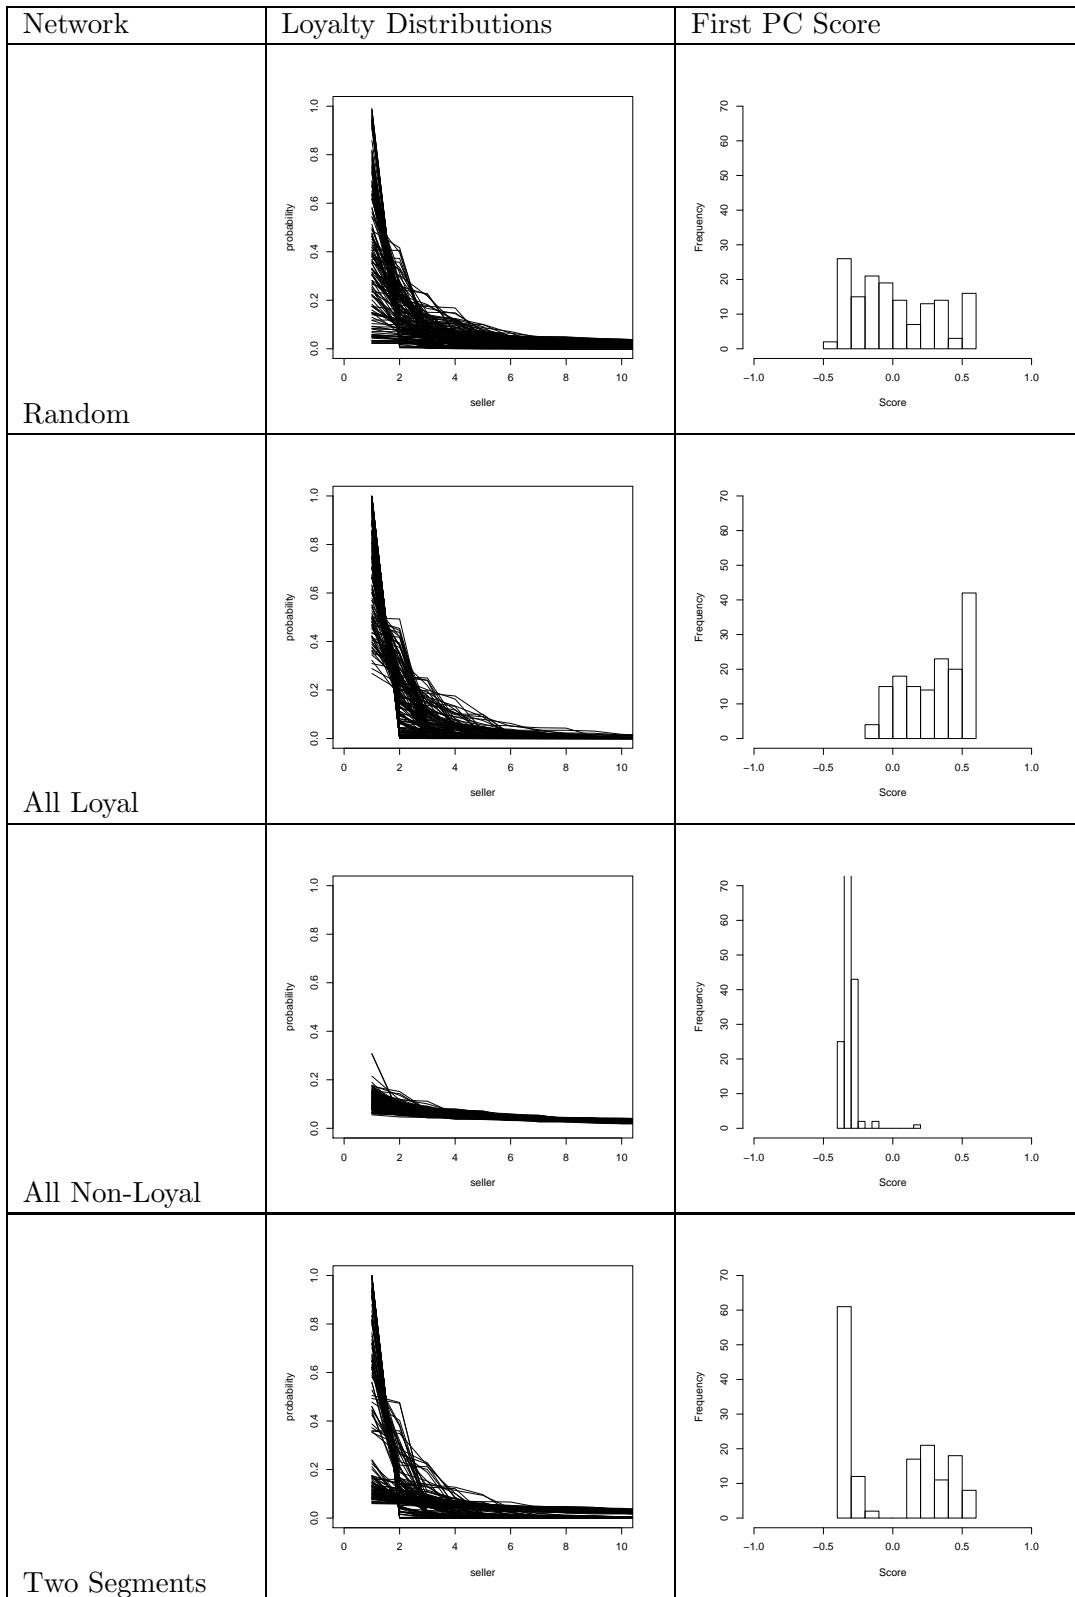 Network Loyalty Distributions First PC Score
probability
0.0 0.2 0.4 0.6 0.8 1.0
0 2 4 6 8 10
seller
Frequency
0 10 20 30 40 50 60 70
−1.0 −0.5 0.0 0.5 1.0
Score
Random
probability
0.0 0.2 0.4 0.6 0.8 1.0
0 2 4 6 8 10
seller
Frequency
0 10 20 30 40 50 60 70
−1.0 −0.5 0.0 0.5 1.0
Score
All Loyal
probability
0.0 0.2 0.4 0.6 0.8 1.0
0 2 4 6 8 10
seller
Frequency
0 10 20 30 40 50 60 70
−1.0 −0.5 0.0 0.5 1.0
Score
All Non-Loyal
probability
0.0 0.2 0.4 0.6 0.8 1.0
0 2 4 6 8 10
seller
Frequency
0 10 20 30 40 50 60 70
−1.0 −0.5 0.0 0.5 1.0
Score
Two Segments